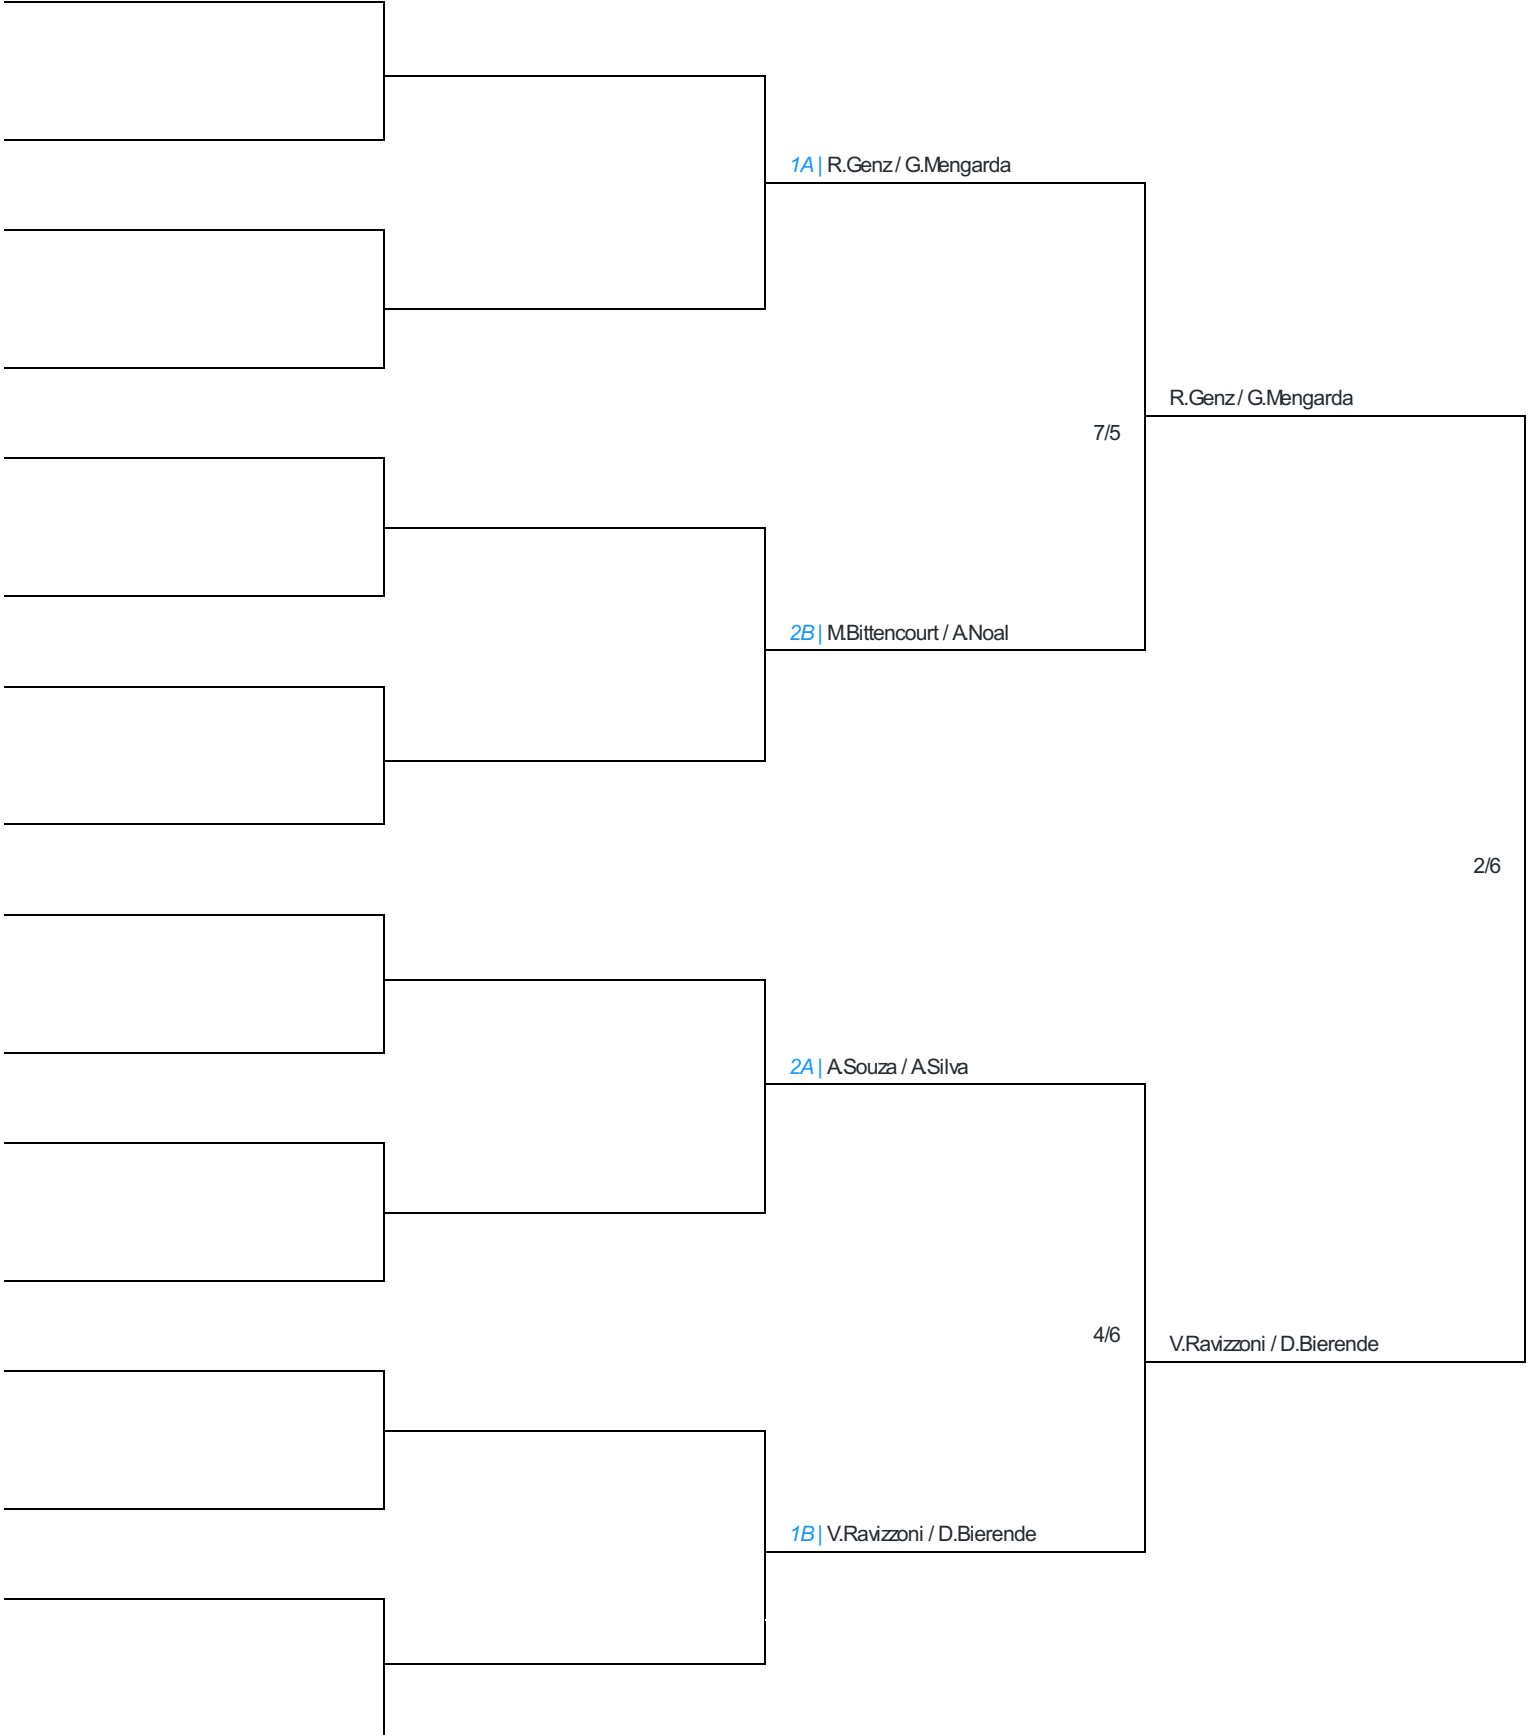 1A | R.Genz / G.Mengarda
R.Genz / G.Mengarda
7/5
2B | M.Bittencourt / A.Noal
2/6
2A | A.Souza / A.Silva
4/6
V.Ravizzoni / D.Bierende
1B | V.Ravizzoni / D.Bierende